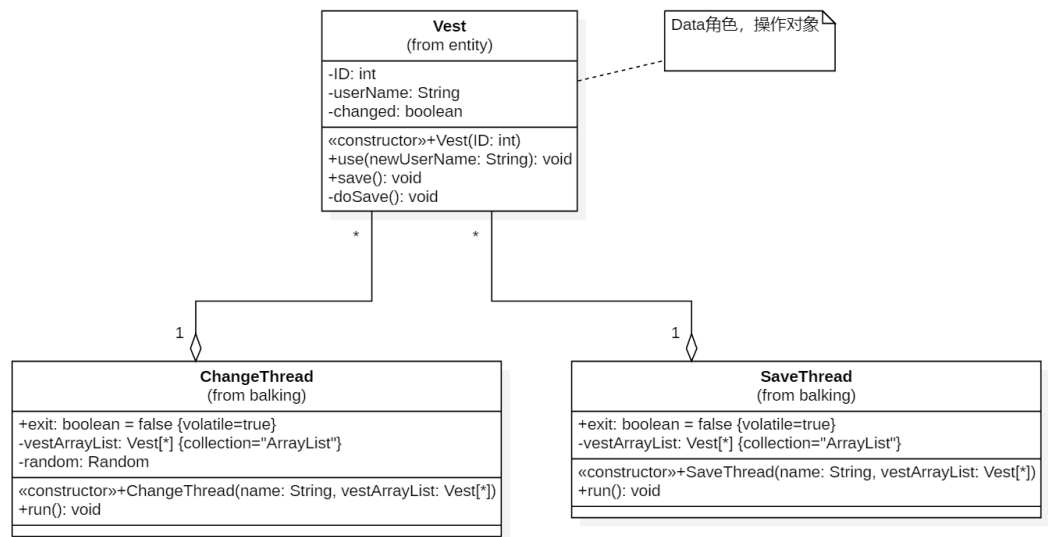 Vest
(from entity)
-ID: int
-userName: String
-changed: boolean
«constructor»+Vest(ID: int)
+use(newUserName: String): void
+save(): void
-doSave(): void
Data角色，操作对象
*
*
1
1
ChangeThread
(from balking)
+exit: boolean = false {volatile=true}
-vestArrayList: Vest[*] {collection="ArrayList"}
-random: Random
«constructor»+ChangeThread(name: String, vestArrayList: Vest[*])
+run(): void
SaveThread
(from balking)
+exit: boolean = false {volatile=true}
-vestArrayList: Vest[*] {collection="ArrayList"}
«constructor»+SaveThread(name: String, vestArrayList: Vest[*])
+run(): void